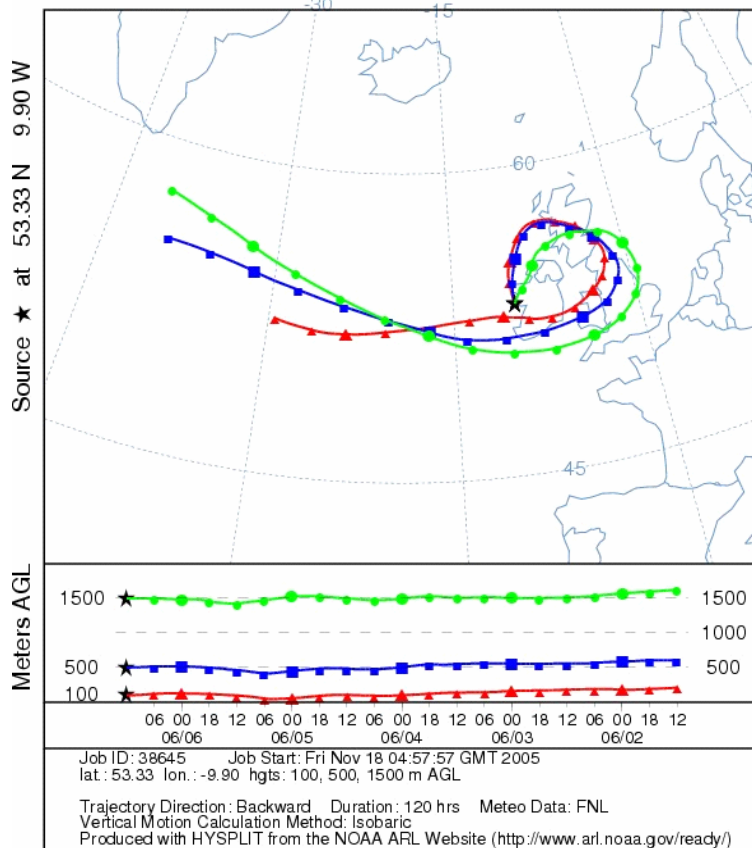 -30 -15
Source ★ at 53.33 N 9.90 W
60
45
Meters AGL
1500 1500
1000
500 500
100
06 00 18 12 06 00 18 12 06 00 18 12 06 00 18 12 06 00 18 12
06/06 06/05 06/04 06/03 06/02
Job ID: 38645 Job Start: Fri Nov 18 04:57:57 GMT 2005
lat.: 53.33 lon.: -9.90 hgts: 100, 500, 1500 m AGL
Trajectory Direction: Backward Duration: 120 hrs Meteo Data: FNL
Vertical Motion Calculation Method: Isobaric
Produced with HYSPLIT from the NOAA ARL Website (http://www.arl.noaa.gov/ready/)